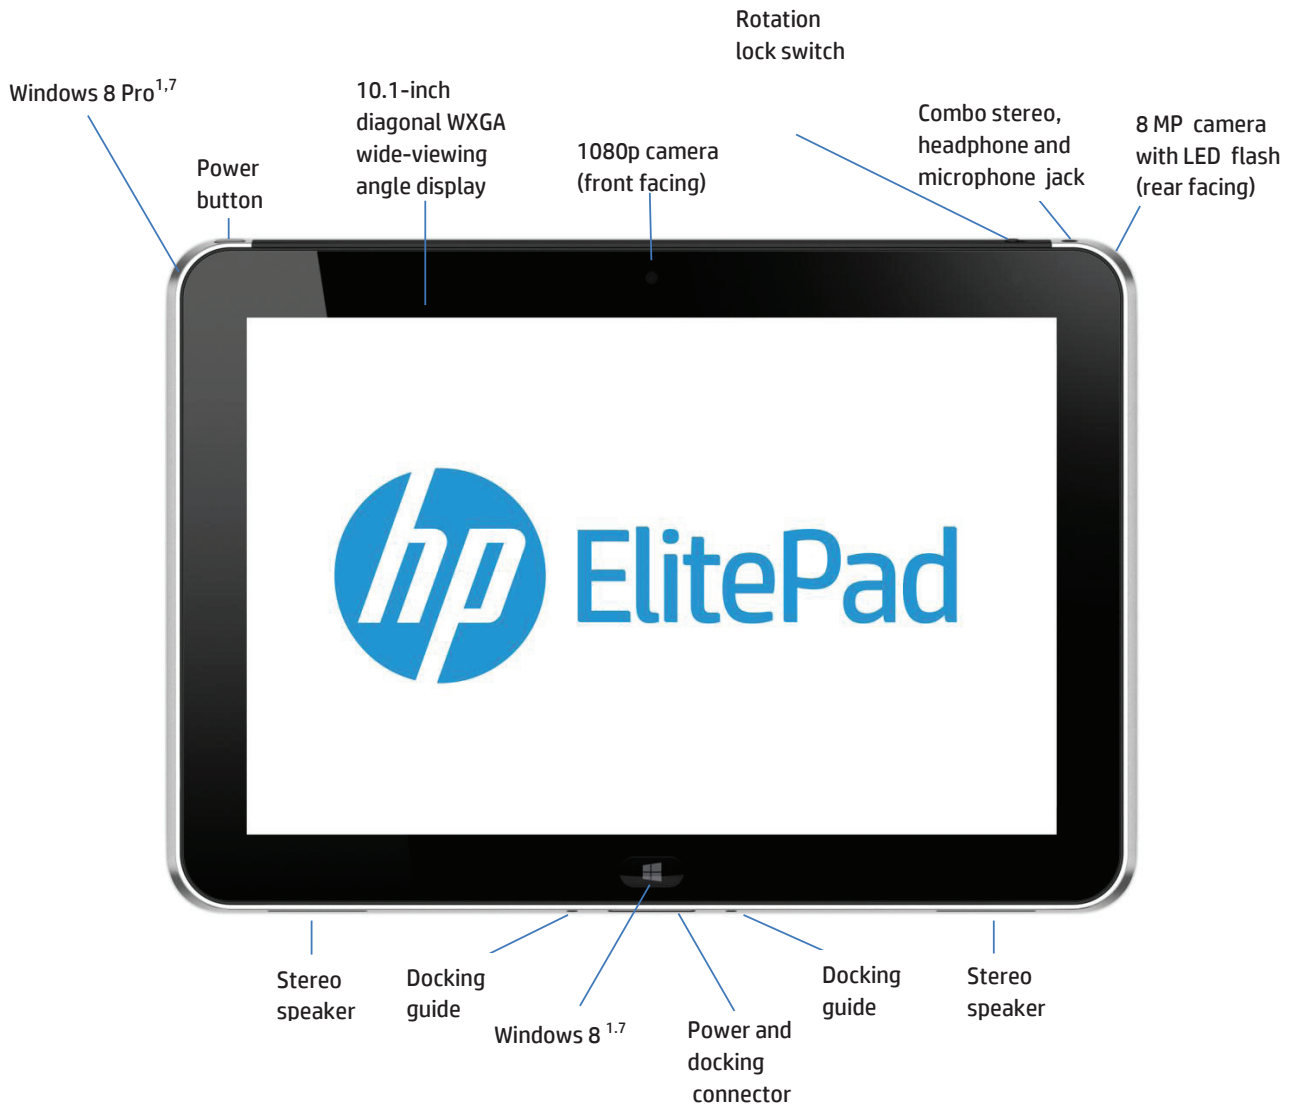 Rotation
lock switch
Windows 8 Pro1,7
10.1-inch
diagonal WXGA
wide-viewing
angle display
Combo stereo,
headphone and
microphone jack
8 MP camera
with LED flash
(rear facing)
1080p camera
(front facing)
Power
button
hp ElitePad
Stereo
speaker
Docking
guide
Windows 8 1.7
Power and
docking
connector
Docking
guide
Stereo
speaker